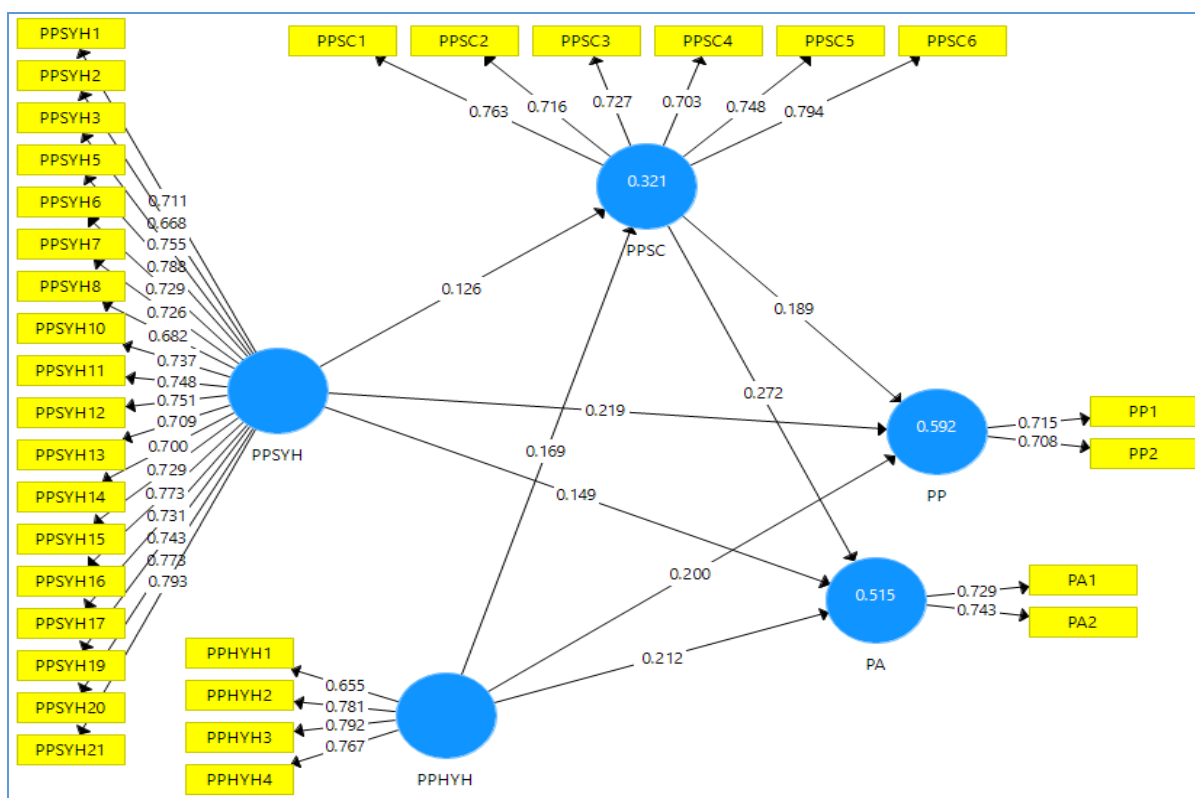 PPSYH1
PPSYH2
PPSYH3
PPSYH5
PPSYH6
PPSYH7
PPSYH8
PPSYH10
PPSYH11
PPSYH12
PPSYH13
PPSYH14
PPSYH15
PPSYH16
PPSYH17
PPSYH19
PPSYH20
PPSYH21
0.711
0.668
0.755
0.788
0.729
0.726
0.682
0.737
0.748
0.751
0.709
0.700
0.729
0.773
0.731
0.743
0.773
0.793
PPSYH
PPSC1
PPSC2
PPSC3
PPSC4
PPSC5
PPSC6
0.763
0.716
0.727
0.703
0.748
0.794
0.321
PPSC
0.126
0.189
0.272
0.219
0.169
0.149
0.200
0.212
0.592
PP
0.715
0.708
PP1
PP2
0.515
PA
0.729
0.743
PA1
PA2
PPHYH1
PPHYH2
PPHYH3
PPHYH4
0.655
0.781
0.792
0.767
PPHYH